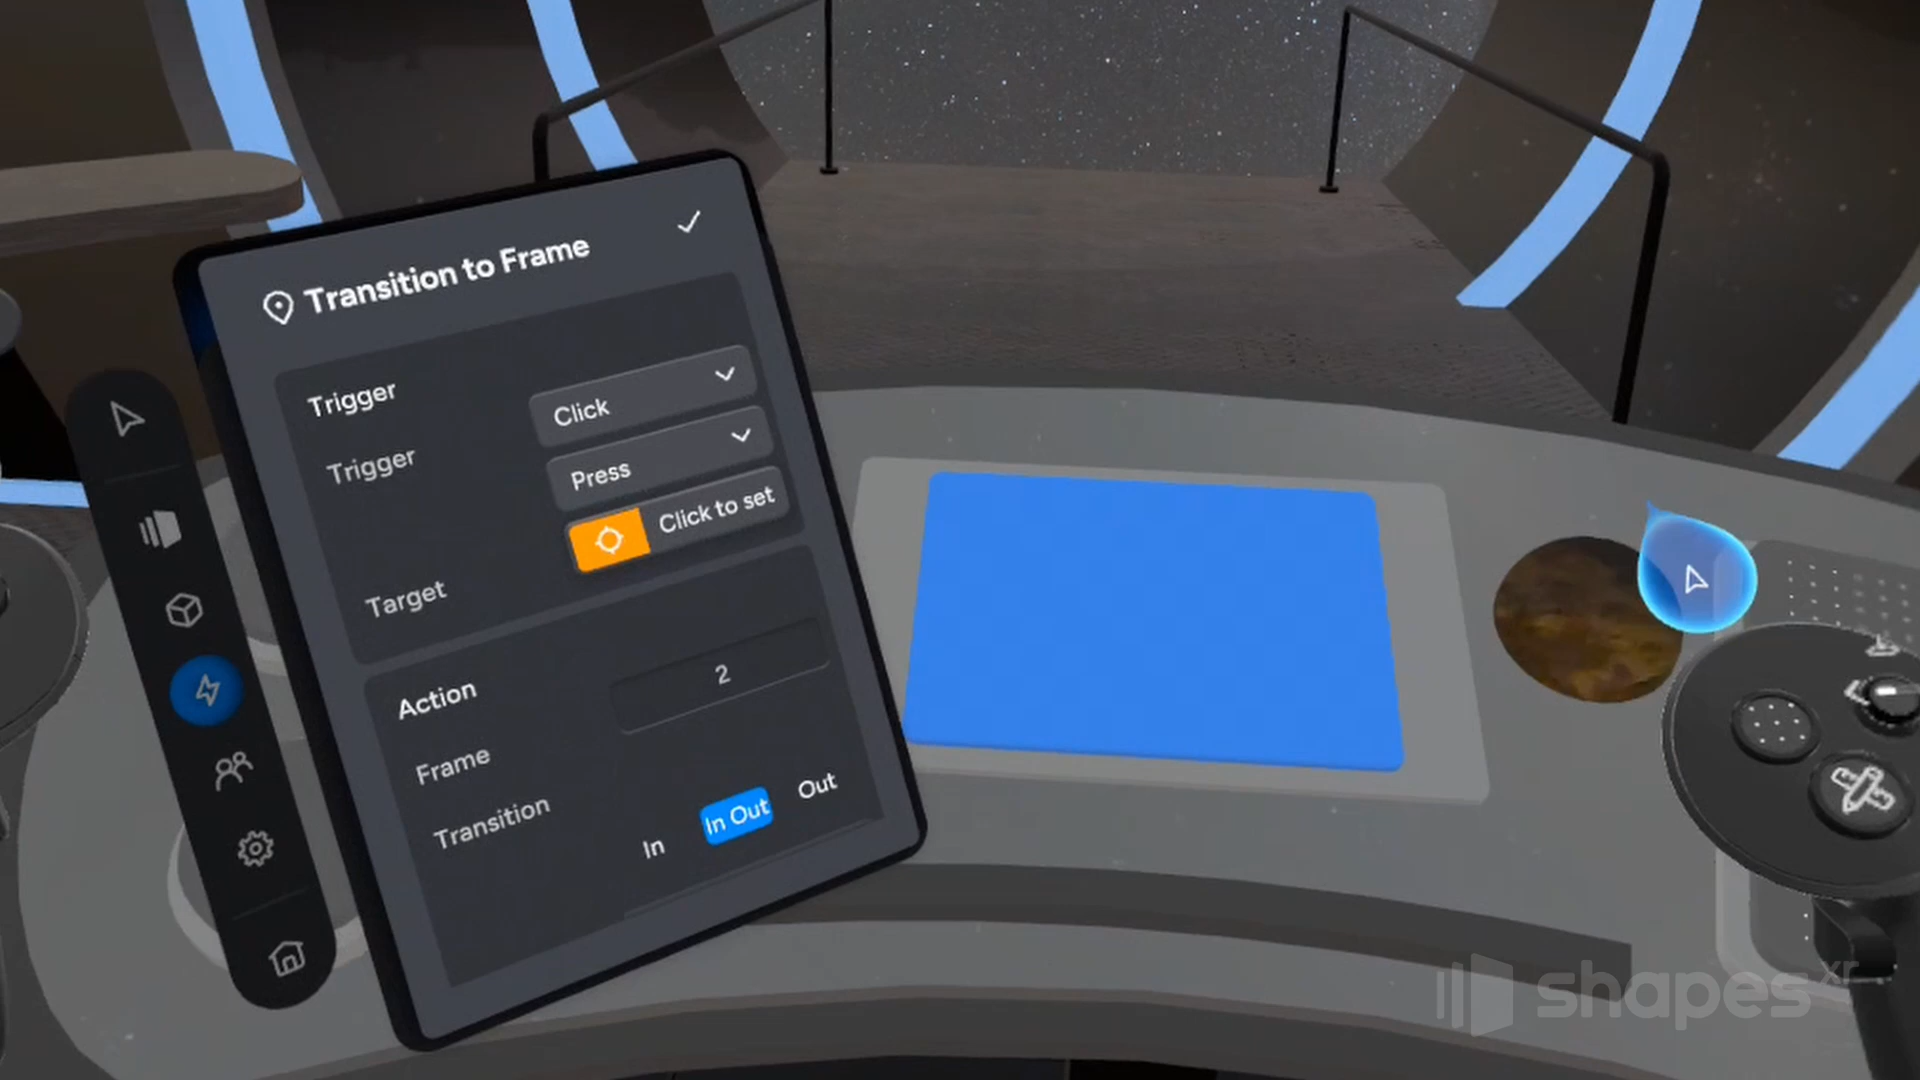 Transition to Frame
Trigger
Click
Trigger
Press
Click to set
Target
Action
2
Frame
Transition
In
In Out
Out
shapes xr